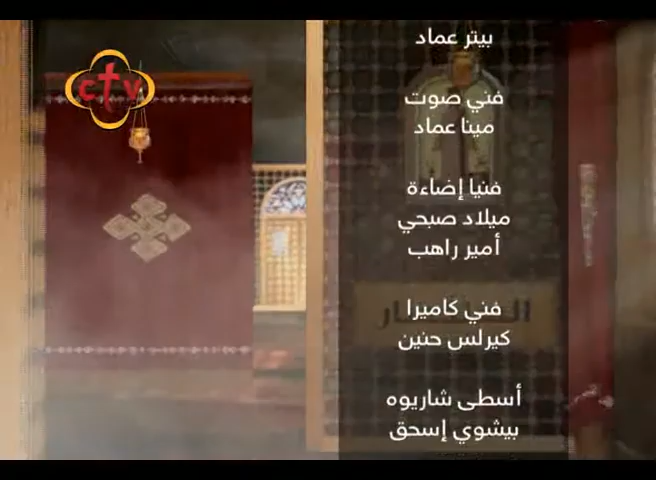 ctv
بيتر عماد
فني صوت
مينا عماد
فنيا إضاءة
ميلاد صبحي
أمير راهب
فني كاميرا
كيرلس حنين
أسطى شاريوه
بيشوي إسحق